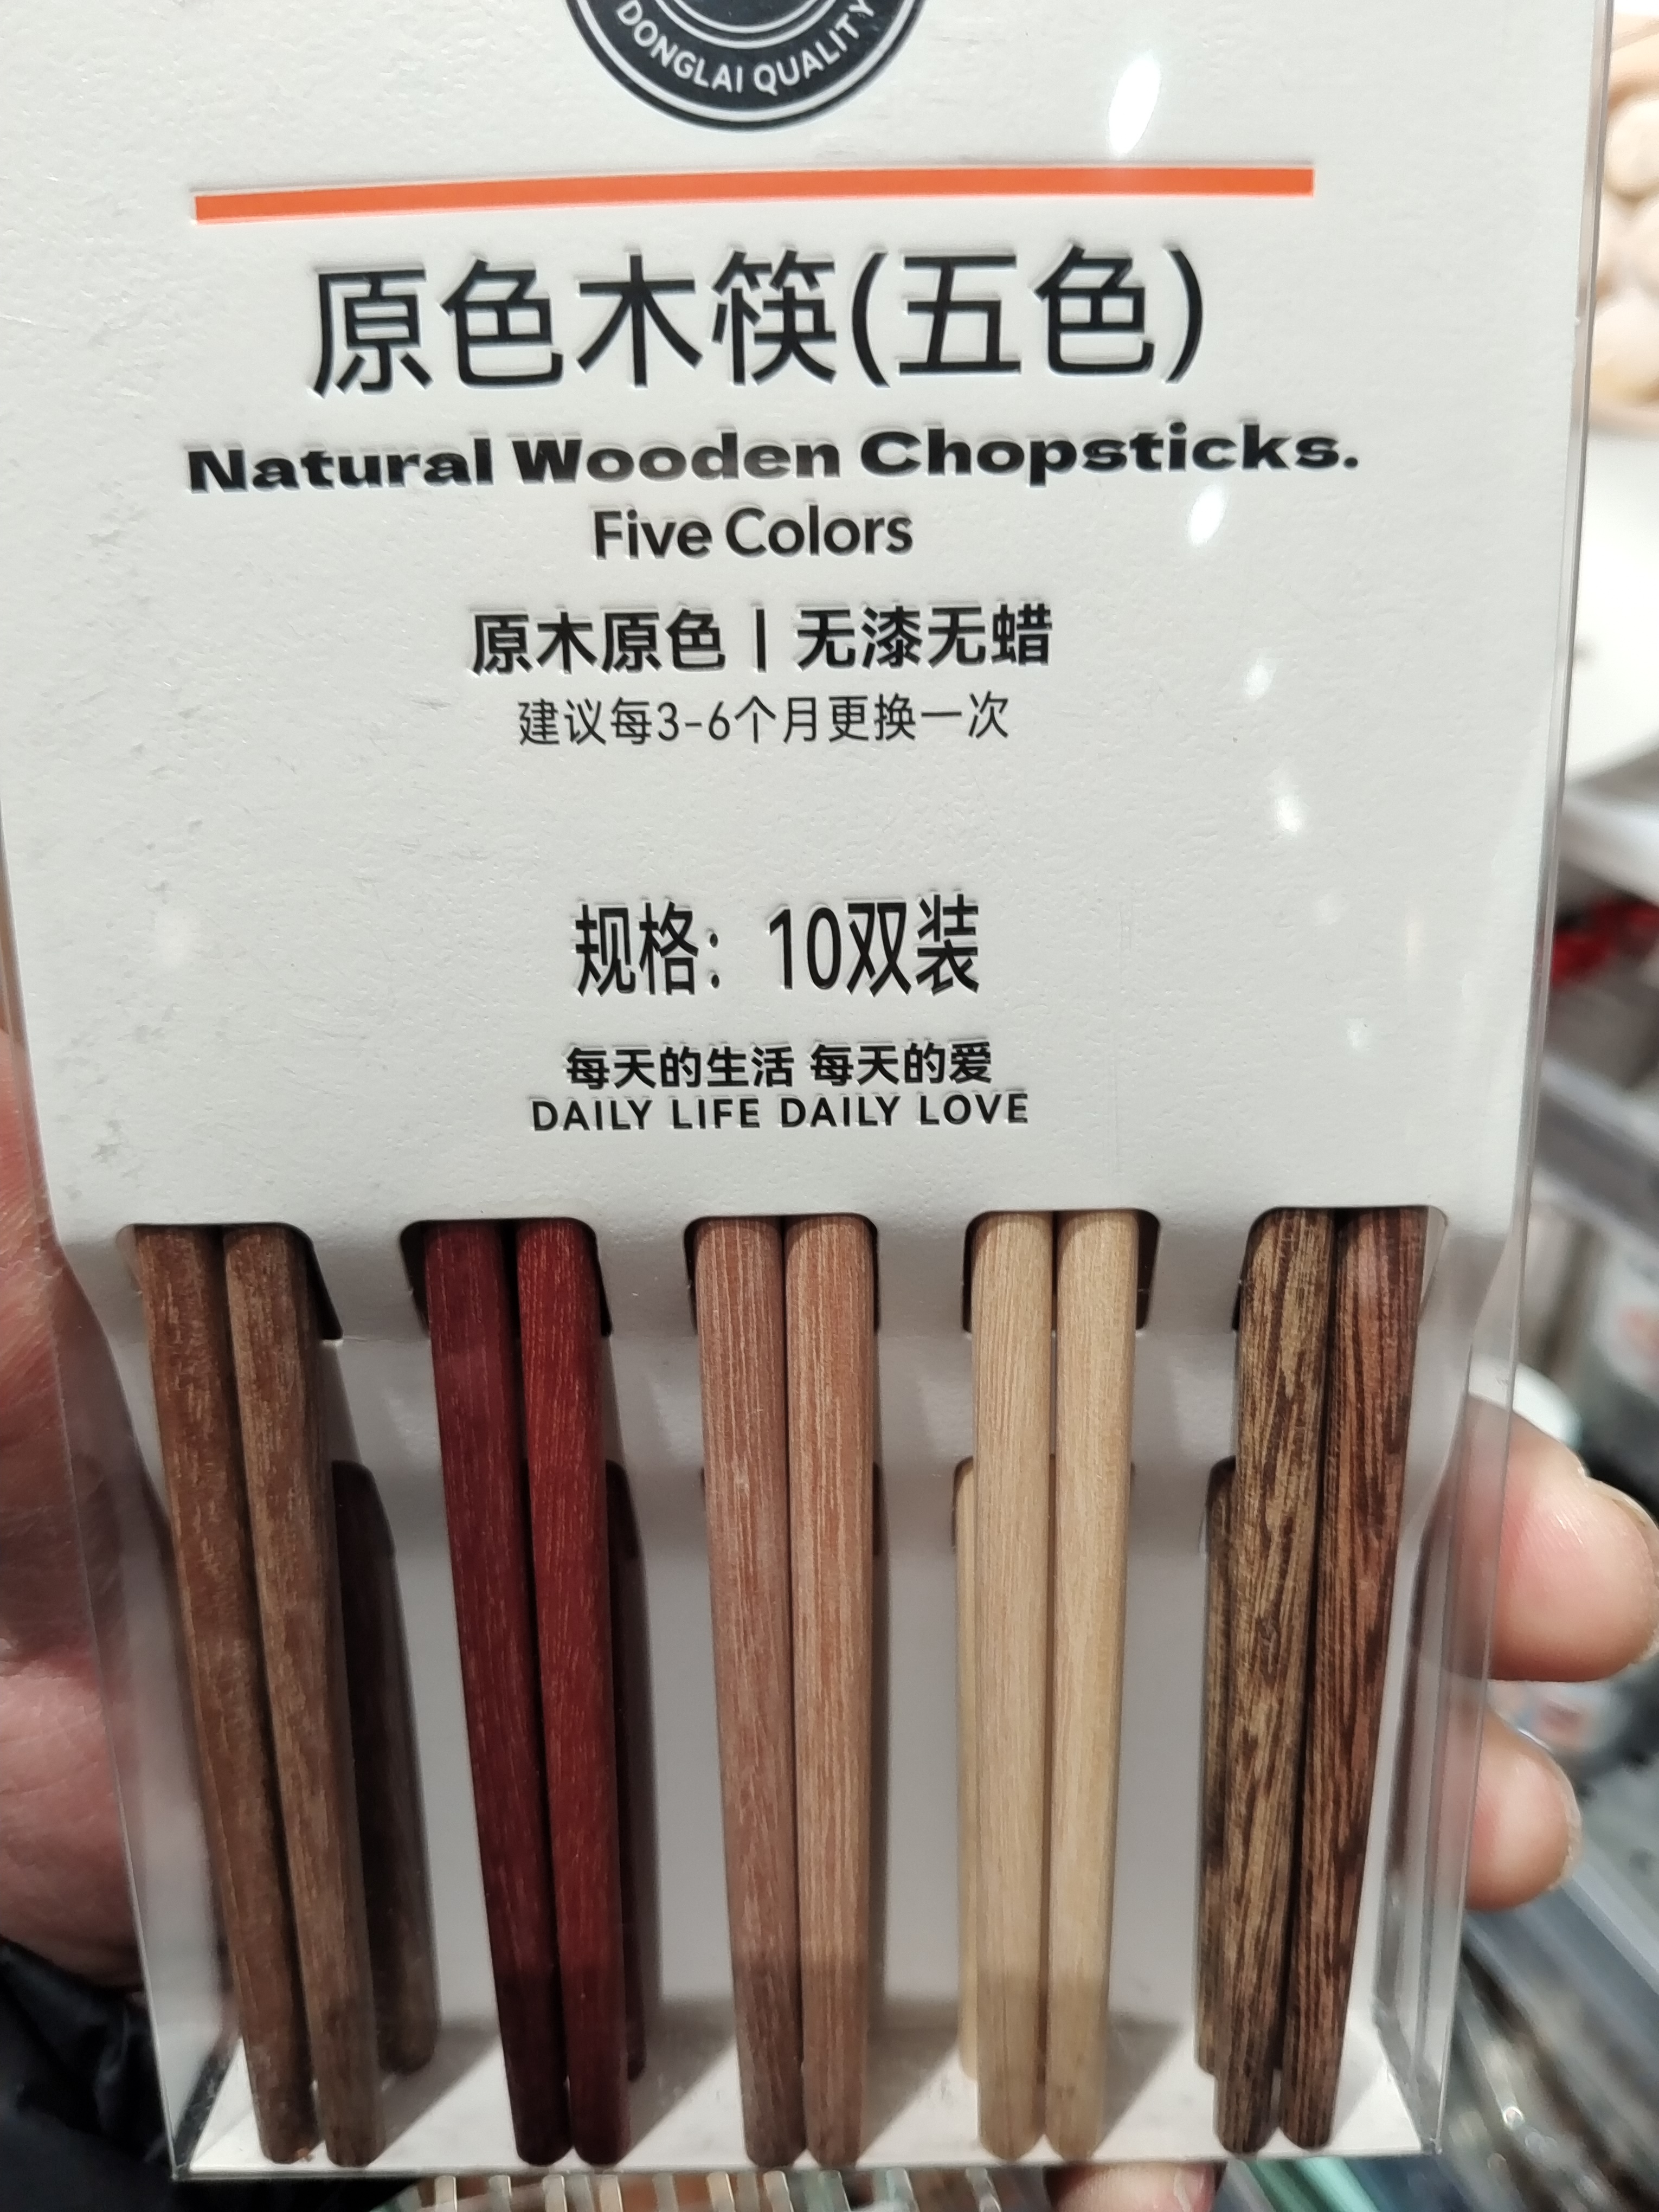 DONGLAI QUALITY
原色木筷(五色)
Natural Wooden Chopsticks.
Five Colors
原木原色 | 无漆无蜡
建议每3-6个月更换一次
规格: 10双装
每天的生活 每天的爱
DAILY LIFE DAILY LOVE